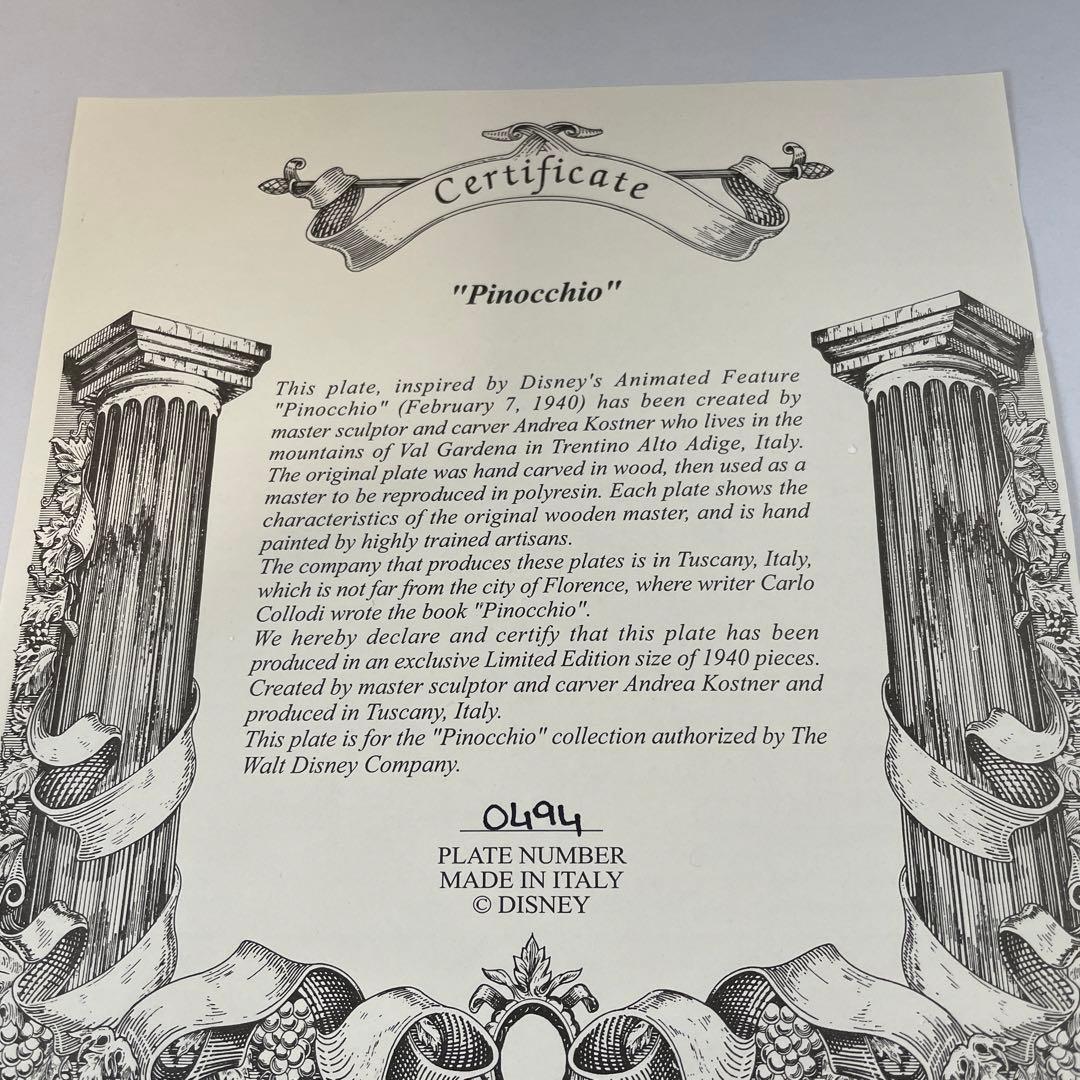 Certificate
"Pinocchio"
This plate, inspired by Disney's Animated Feature
"Pinocchio" (February 7, 1940) has been created by
master sculptor and carver Andrea Kostner who lives in the
mountains of Val Gardena in Trentino Alto Adige, Italy.
The original plate was hand carved in wood, then used as a
master to be reproduced in polyresin. Each plate shows the
characteristics of the original wooden master, and is hand
painted by highly trained artisans.
The company that produces these plates is in Tuscany, Italy,
which is not far from the city of Florence, where writer Carlo
Collodi wrote the book "Pinocchio".
We hereby declare and certify that this plate has been
produced in an exclusive Limited Edition size of 1940 pieces.
Created by master sculptor and carver Andrea Kostner and
produced in Tuscany, Italy.
This plate is for the "Pinocchio" collection authorized by The
Walt Disney Company.
0494
PLATE NUMBER
MADE IN ITALY
© DISNEY